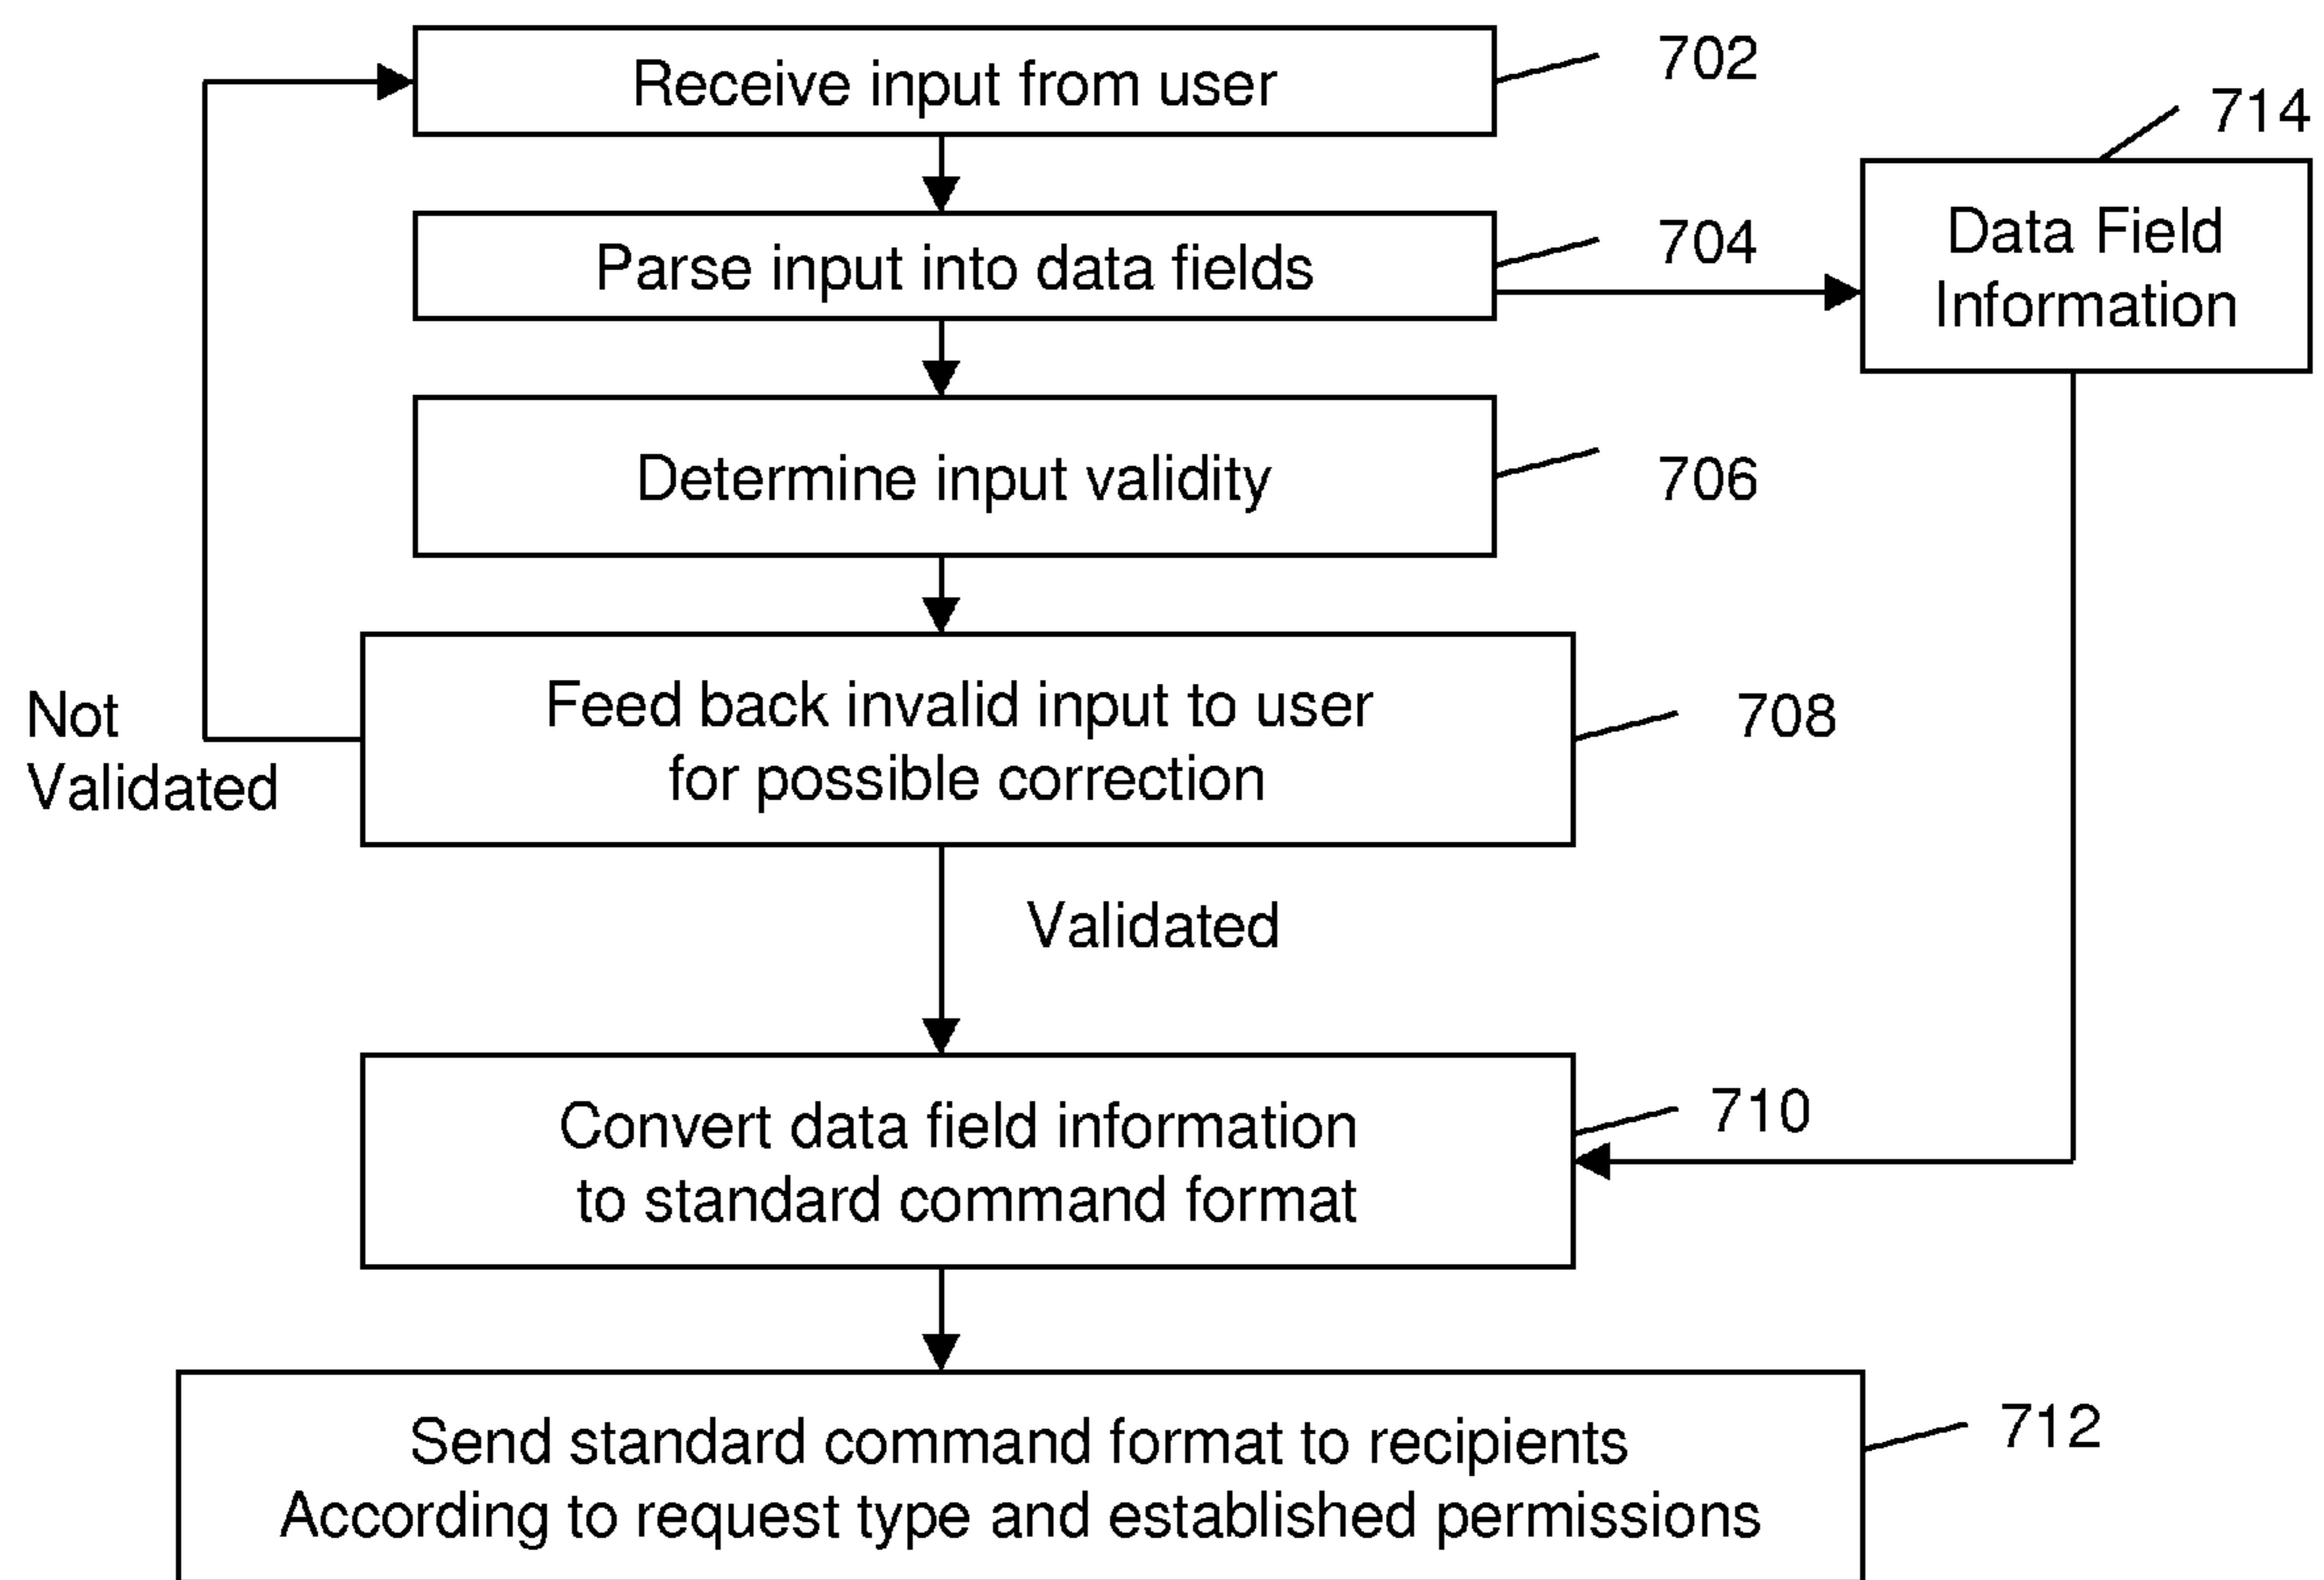 Receive input from user
702
714
Parse input into data fields
704
Data Field
Information
Determine input validity
706
Feed back invalid input to user
for possible correction
708
Not
Validated
Validated
Convert data field information
to standard command format
710
Send standard command format to recipients
According to request type and established permissions
712